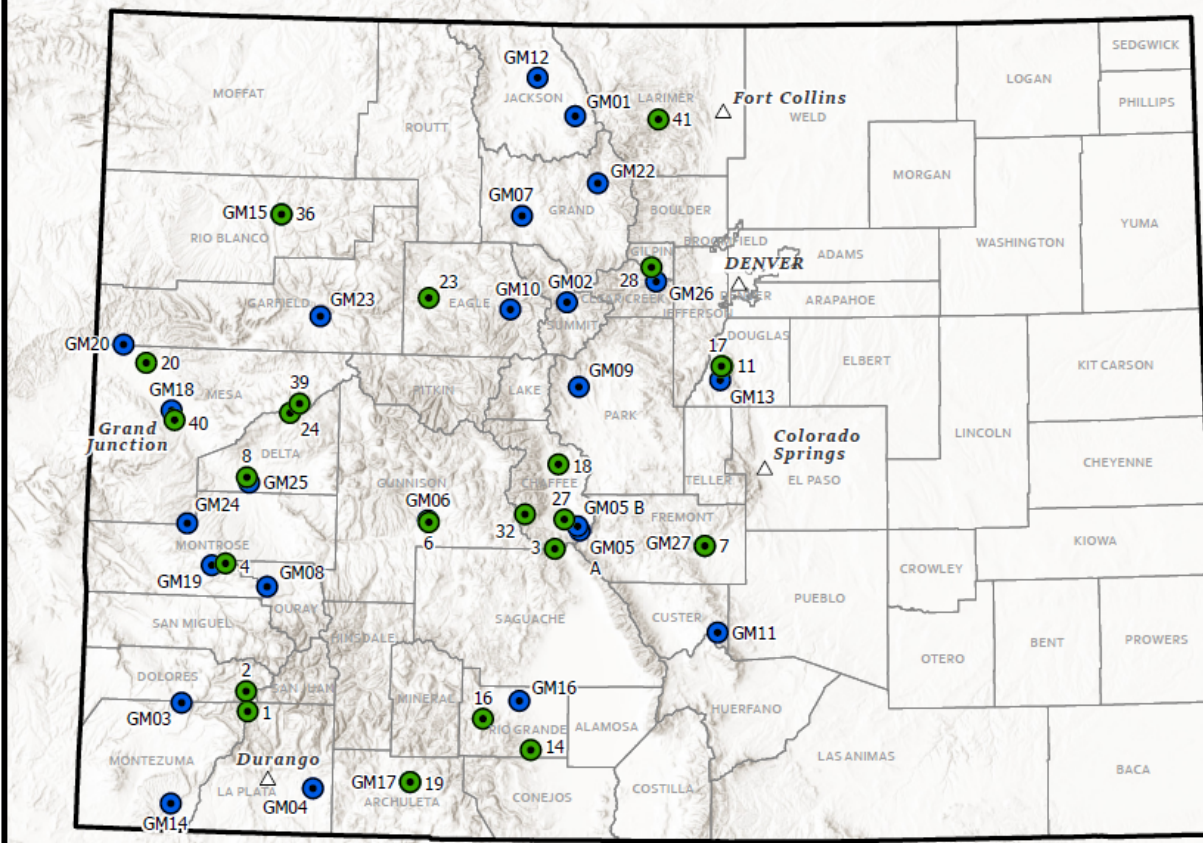 SEDGWICK
LOGAN
PHILLIPS
MOFFAT
GM12
JACKSON
GM01
LARIMER
41
Fort Collins
WELD
ROUTT
MORGAN
GM22
GM07
GRAND
BOULDER
YUMA
GM15
36
RIO BLANCO
WASHINGTON
BROOMFIELD
GILPIN
ADAMS
DENVER
28
CLEAR CREEK
GM26
DENVER
ARAPAHOE
JEFFERSON
23
EAGLE
GM10
GM02
SUMMIT
GARFIELD
GM23
DOUGLAS
GM20
20
17
11
GM13
ELBERT
KIT CARSON
GM18
MESA
39
PITKIN
LAKE
GM09
PARK
40
24
Grand
Junction
Colorado
Springs
LINCOLN
DELTA
8
GM25
GUNNISON
18
CHAFFEE
TELLER
EL PASO
CHEYENNE
GM24
GM06
6
32
27
GM05 B
FREMONT
GM05
A
3
GM27
7
KIOWA
MONTROSE
GM19
4
GM08
CROWLEY
OURAY
PUEBLO
SAN MIGUEL
HINSDALE
SAGUACHE
CUSTER
GM11
OTERO
BENT
PROWERS
DOLORES
2
SAN JUAN
MINERAL
GM03
1
16
GM16
RIO GRANDE
ALAMOSA
HUERFANO
14
MONTEZUMA
Durango
LA PLATA
GM04
GM17
19
ARCHULETA
CONEJOS
COSTILLA
LAS ANIMAS
BACA
GM14